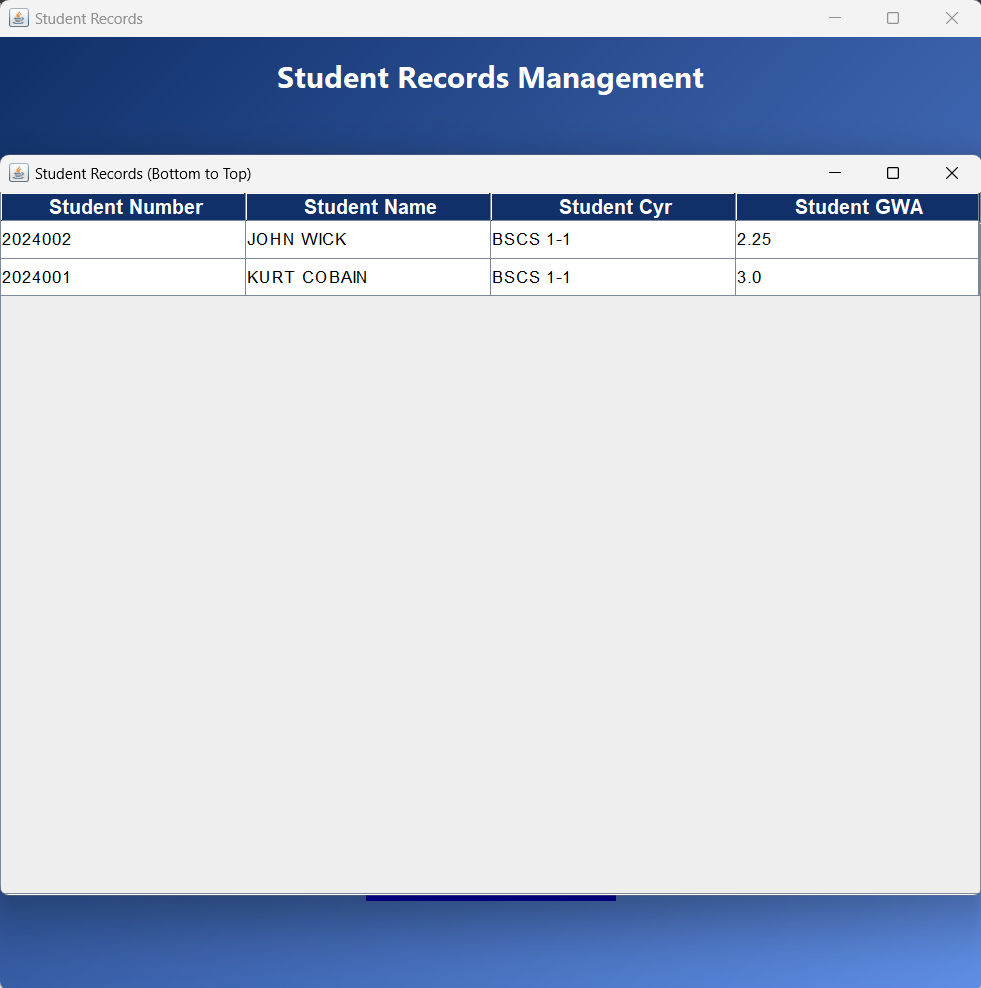 Student Records
Student Records Management
Student Records (Bottom to Top)
Student Number Student Name Student Cyr Student GWA
2024002 JOHN WICK BSCS 1-1 2.25
2024001 KURT COBAIN BSCS 1-1 3.0